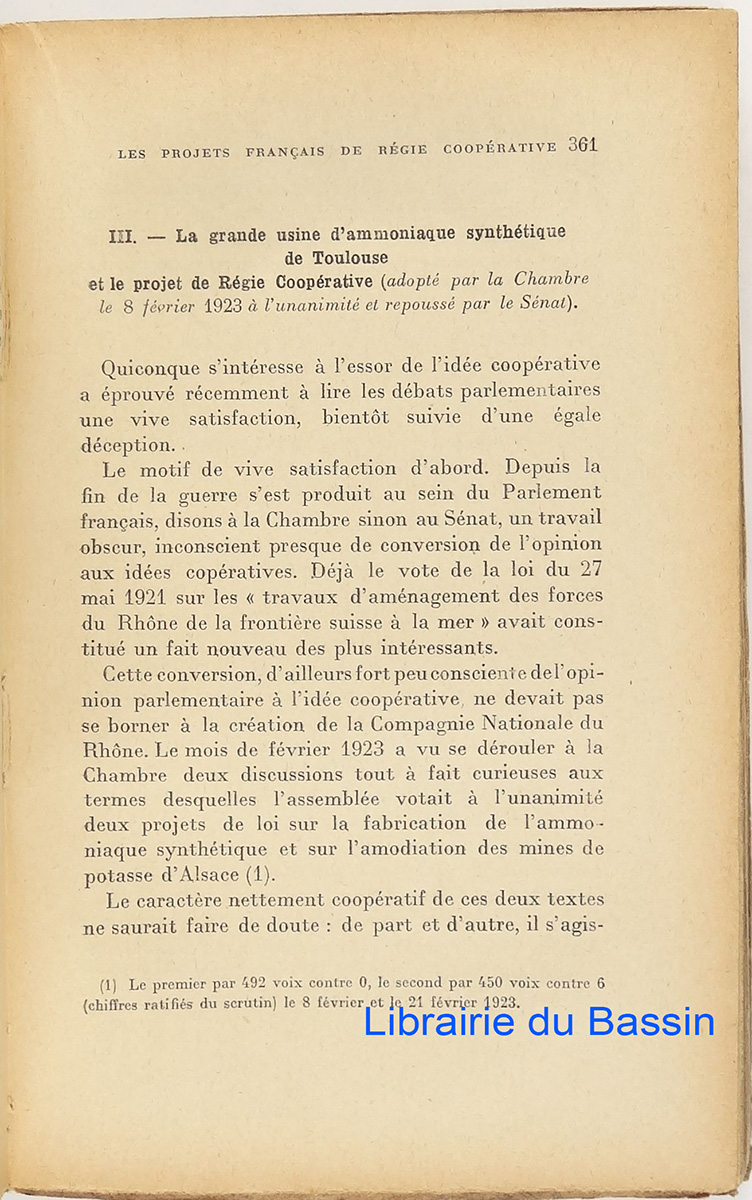 LES PROJETS FRANÇAIS DE RÉGIE COOPÉRATIVE 361
III. — La grande usine d'ammoniaque synthétique
de Toulouse
et le projet de Régie Coopérative (adopté par la Chambre
le 8 février 1923 à l'unanimité et repoussé par le Sénat).
Quiconque s'intéresse à l'essor de l'idée coopérative
a éprouvé récemment à lire les débats parlementaires
une vive satisfaction, bientôt suivie d'une égale
déception.
Le motif de vive satisfaction d'abord. Depuis la
fin de la guerre s'est produit au sein du Parlement
français, disons à la Chambre sinon au Sénat, un travail
obscur, inconscient presque de conversion de l'opinion
aux idées copératives. Déjà le vote de la loi du 27
mai 1921 sur les « travaux d'aménagement des forces
du Rhône de la frontière suisse à la mer » avait cons-
titué un fait nouveau des plus intéressants.
Cette conversion, d'ailleurs fort peu consciente de l'opi-
nion parlementaire à l'idée coopérative, ne devait pas
se borner à la création de la Compagnie Nationale du
Rhône. Le mois de février 1923 a vu se dérouler à la
Chambre deux discussions tout à fait curieuses aux
termes desquelles l'assemblée votait à l'unanimité
deux projets de loi sur la fabrication de l'ammo-
niaque synthétique et sur l'amodiation des mines de
potasse d'Alsace (1).
Le caractère nettement coopératif de ces deux textes
ne saurait faire de doute : de part et d'autre, il s'agis-
(1) Le premier par 492 voix contre 0, le second par 450 voix contre 6
(chiffres ratifiés du scrutin) le 8 février et le 21 février 1923.
Librairie du Bassin